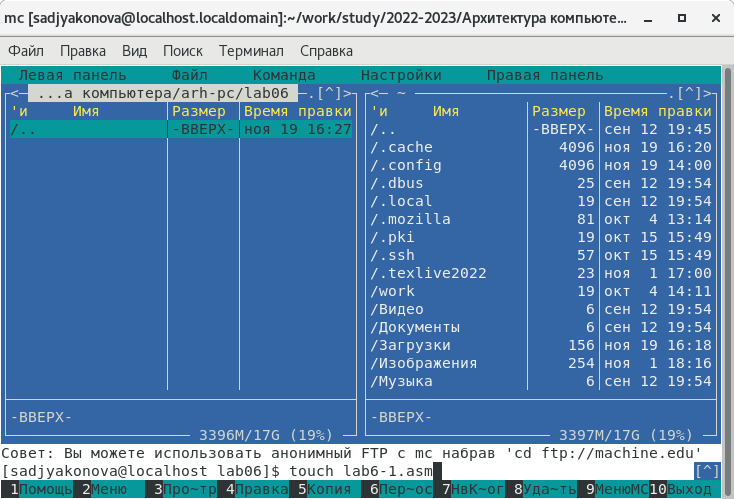 mc [sadjyakonova@localhost.localdomain]:~/work/study/2022-2023/Архитектура компьюте...
Файл Правка Вид Поиск Терминал Справка
Левая панель Файл Команда Настройки Правая панель
<— ...а компьютера/arh-pc/lab06 —.[^]> <— ~ —.[^]>
'и Имя Размер Время правки 'и Имя Размер Время правки
/.. -ВВЕРХ- ноя 19 16:27 /.. -ВВЕРХ- сен 12 19:45
/.cache 4096 ноя 19 16:20
/.config 4096 ноя 19 14:00
/.dbus 25 сен 12 19:54
/.local 19 сен 12 19:54
/.mozilla 81 окт 4 13:14
/.pki 19 окт 15 15:49
/.ssh 57 окт 15 15:49
/.texlive2022 23 ноя 1 17:00
/work 19 окт 4 14:11
/Видео 6 сен 12 19:54
/Документы 6 сен 12 19:54
/Загрузки 156 ноя 19 16:18
/Изображения 254 ноя 1 18:16
/Музыка 6 сен 12 19:54
-ВВЕРХ- -ВВЕРХ-
3396M/17G (19%) 3397M/17G (19%)
Совет: Вы можете использовать анонимный FTP с mc набрав 'cd ftp://machine.edu'
[sadjyakonova@localhost lab06]$ touch lab6-1.asm [^]
1Помощь 2Меню 3Про~тр 4Правка 5Копия 6Пер~ос 7НвК~ог 8Уда~ть 9МенюMC 10Выход